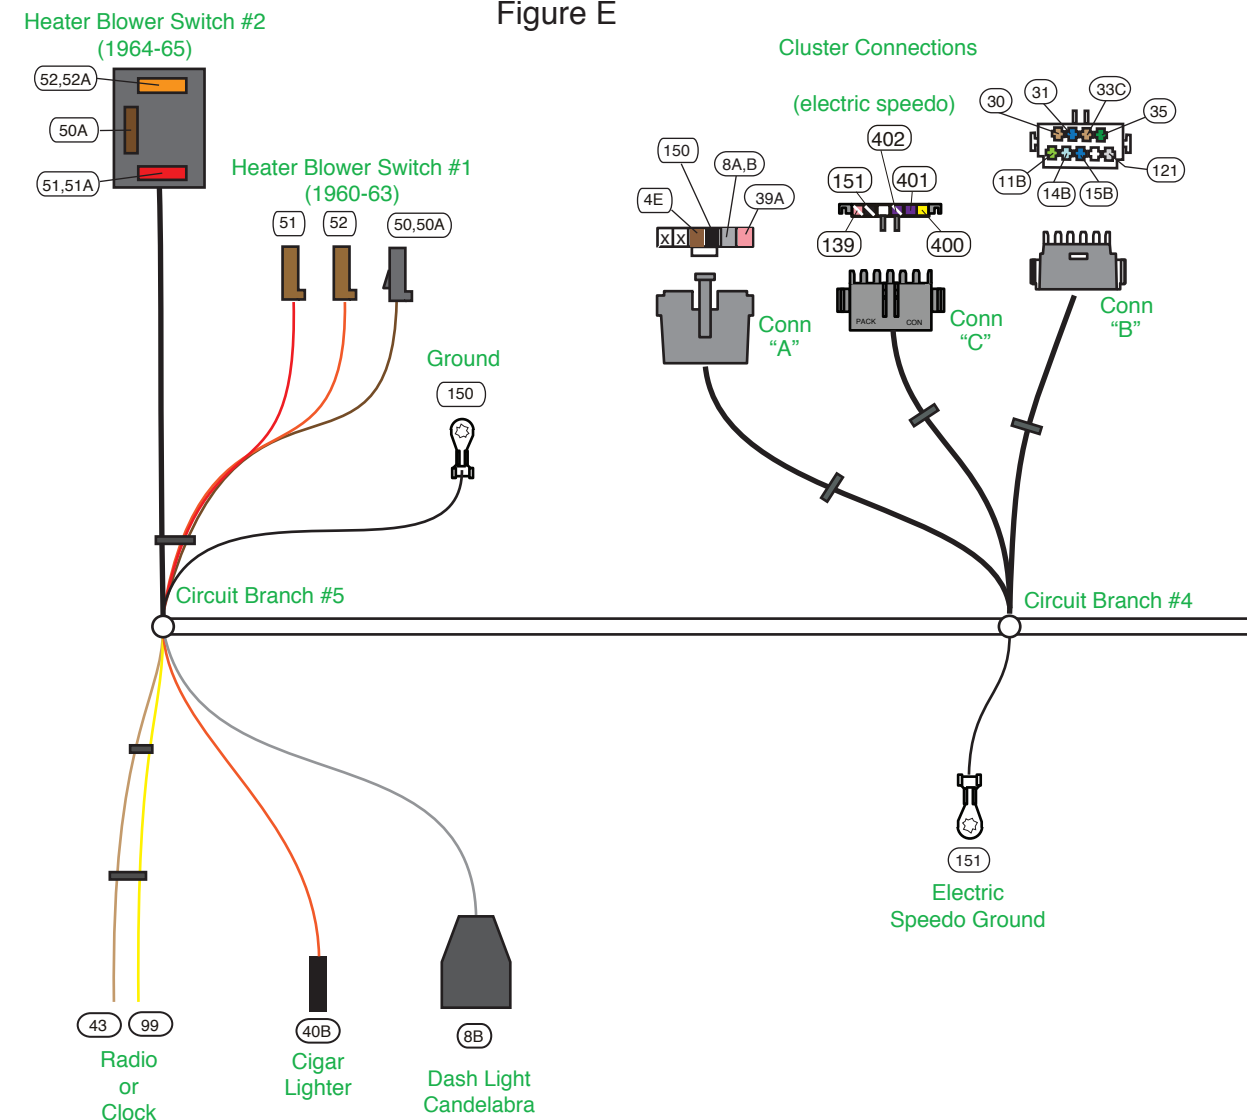 Figure E
Heater Blower Switch #2
(1964-65)
52,52A
50A
51,51A
Heater Blower Switch #1
(1960-63)
51
52
50,50A
Ground
150
Cluster Connections
(electric speedo)
150
8A,B
4E
39A
X X
Conn
“A”
402
151
401
139
400
PACK CON
Conn
“C”
30
31
33C
35
11B
14B
15B
121
Conn
“B”
Circuit Branch #5
Circuit Branch #4
151
Electric
Speedo Ground
43
99
Radio
or
Clock
40B
Cigar
Lighter
8B
Dash Light
Candelabra